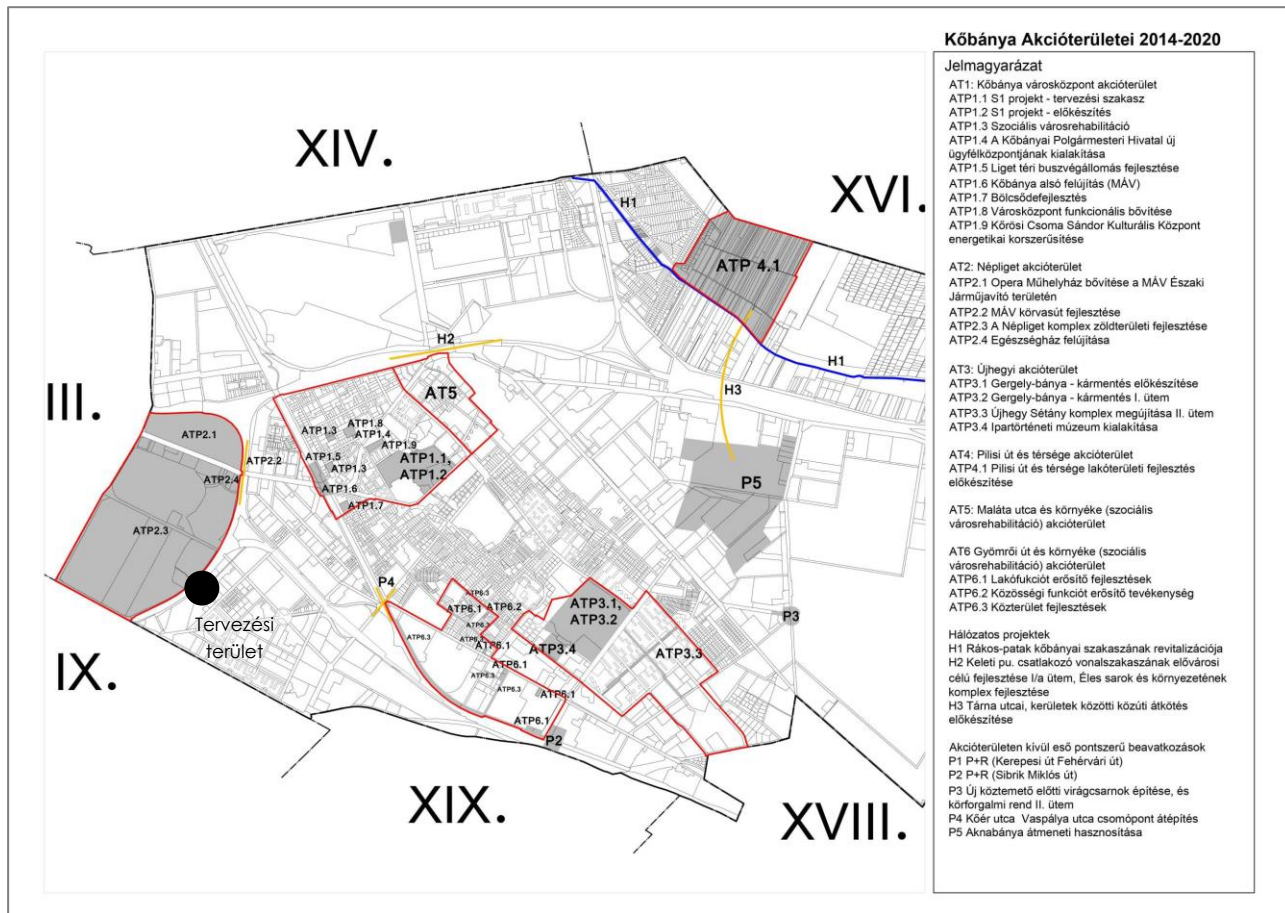 Kőbánya Akcióterületei 2014-2020
Jelmagyarázat
AT1: Kőbánya városközpont akcióterület
ATP1.1 S1 projekt - tervezési szakasz
ATP1.2 S1 projekt - előkészítés
ATP1.3 Szociális városrehabilitáció
ATP1.4 A Kőbányai Polgármesteri Hivatal új
ügyfélközpontjának kialakítása
ATP1.5 Liget téri buszvégállomás fejlesztése
ATP1.6 Kőbánya alsó felújítás (MÁV)
ATP1.7 Bölcsődefejlesztés
ATP1.8 Városközpont funkcionális bővítése
ATP1.9 Kőrösi Csoma Sándor Kulturális Központ
energetikai korszerűsítése
AT2: Népliget akcióterület
ATP2.1 Opera Műhelyház bővítése a MÁV Északi
Járműjavító területén
ATP2.2 MÁV körvasút fejlesztése
ATP2.3 A Népliget komplex zöldterületi fejlesztése
ATP2.4 Egészségház felújítása
AT3: Újhegyi akcióterület
ATP3.1 Gergely-bánya - kármentés előkészítése
ATP3.2 Gergely-bánya - kármentés I. ütem
ATP3.3 Újhegy Sétány komplex megújítása II. ütem
ATP3.4 Ipartörténeti múzeum kialakítása
AT4: Pilisi út és térsége akcióterület
ATP4.1 Pilisi út és térsége lakóterületi fejlesztés
előkészítése
AT5: Maláta utca és környéke (szociális
városrehabilitáció) akcióterület
AT6 Gyömrői út és környéke (szociális
városrehabilitáció) akcióterület
ATP6.1 Lakófukciót erősítő fejlesztések
ATP6.2 Közösségi funkciót erősítő tevékenység
ATP6.3 Közterület fejlesztések
Hálózatos projektek
H1 Rákos-patak kőbányai szakaszának revitalizációja
H2 Keleti pu. csatlakozó vonalszakaszának elővárosi
célú fejlesztése I/a ütem, Éles sarok és környezetének
komplex fejlesztése
H3 Tárna utcai, kerületek közötti közúti átkötés
előkészítése
Akcióterületen kívül eső pontszerű beavatkozások
P1 P+R (Kerepesi út Fehérvári út)
P2 P+R (Sibrik Miklós út)
P3 Új köztemető előtti virágcsarnok építése, és
körforgalmi rend II. ütem
P4 Kőér utca Vaspálya utca csomópont átépítés
P5 Aknabánya átmeneti hasznosítása
XIV.
XVI.
H1
ATP 4.1
H1
H2
H3
AT5
III.
ATP2.1
ATP2.2
ATP2.4
ATP2.3
ATP1.3
ATP1.8
ATP1.4
ATP1.9
ATP1.5
ATP1.3
ATP1.1,
ATP1.2
ATP1.6
ATP1.7
P5
P4
Tervezési
terület
ATP6.3
ATP6.1
ATP6.2
ATP6.3
ATP6.3
ATP6.3
ATP6.1
ATP6.1
ATP6.3
ATP6.3
ATP6.1
ATP6.1
P2
ATP3.1,
ATP3.2
ATP3.4
ATP3.3
P3
IX.
XIX.
XVIII.